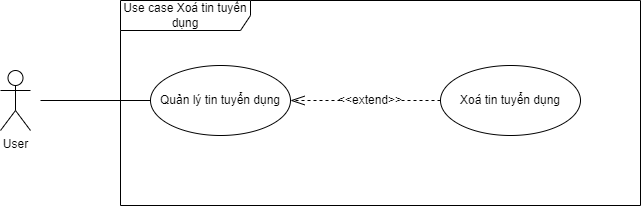 Use case Xoá tin tuyển
dụng
Quản lý tin tuyển dụng
<<extend>>
Xoá tin tuyển dụng
User